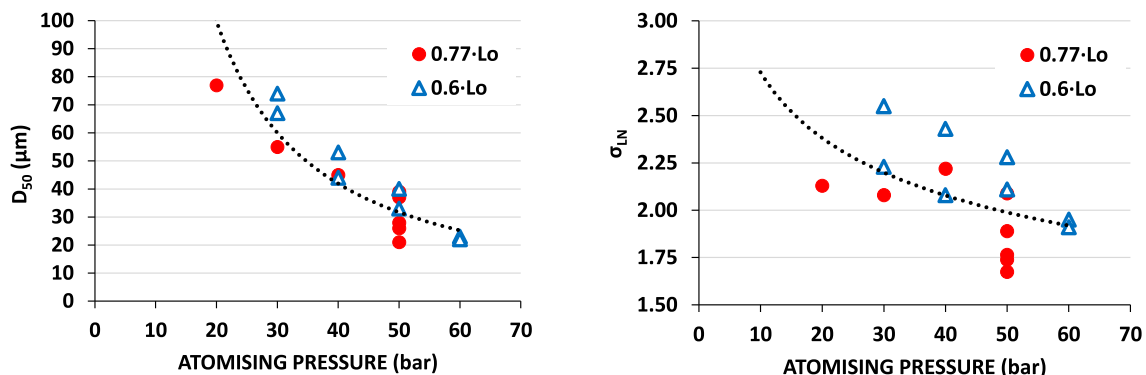 100
90
80
70
60
50
40
30
20
10
0
D50 (μm)
0 10 20 30 40 50 60 70
ATOMISING PRESSURE (bar)
0.77·Lo
0.6·Lo
3.00
2.75
2.50
2.25
2.00
1.75
1.50
σLN
0 10 20 30 40 50 60 70
ATOMISING PRESSURE (bar)
0.77·Lo
0.6·Lo